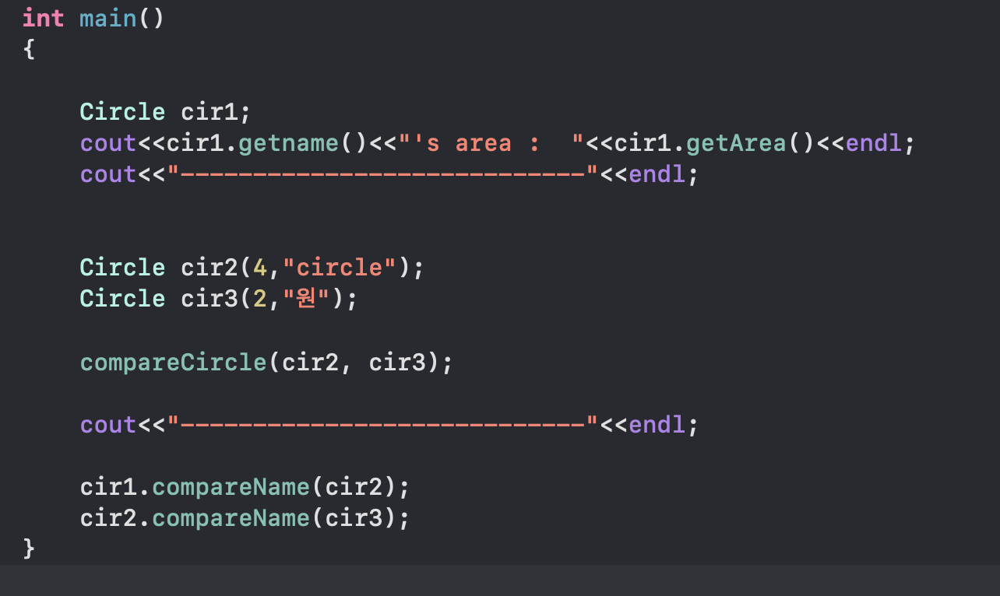 int main()
{
Circle cir1;
cout<<cir1.getname()<<"'s area :  "<<cir1.getArea()<<endl;
cout<<"----------------------------"<<endl;
Circle cir2(4,"circle");
Circle cir3(2,"원");
compareCircle(cir2, cir3);
cout<<"----------------------------"<<endl;
cir1.compareName(cir2);
cir2.compareName(cir3);
}